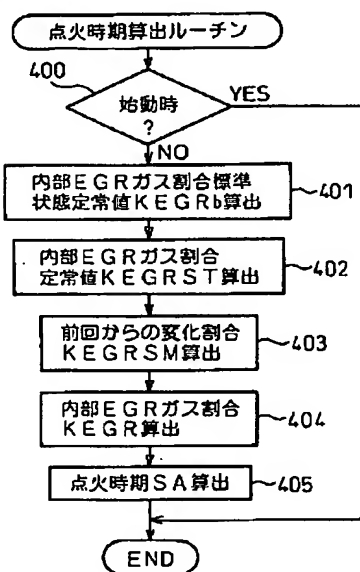 点火時期算出ルーチン
400
始動時
?
YES
NO
内部EGRガス割合標準
状態定常値KEGRb算出
401
内部EGRガス割合
定常値KEGRST算出
402
前回からの変化割合
KEGRSM算出
403
内部EGRガス割合
KEGR算出
404
点火時期SA算出
405
END